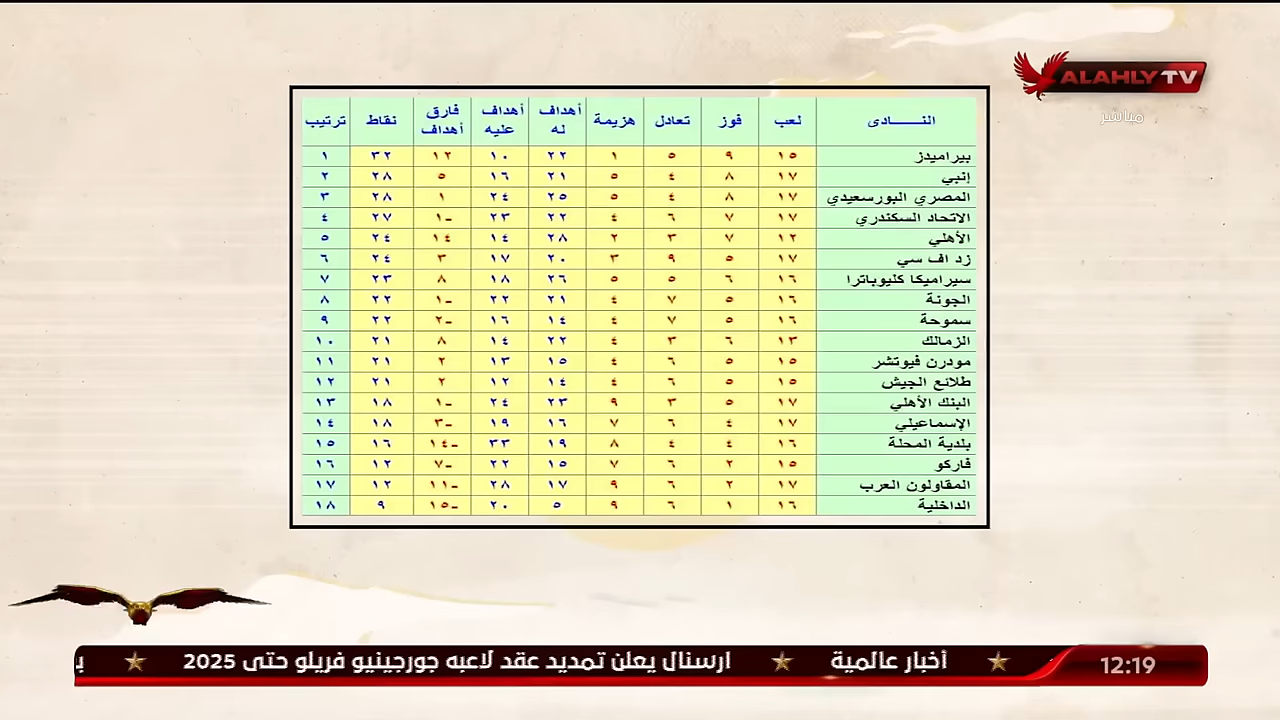 ALAHLY TV
مباشر
النـــــادى لعب فوز تعادل هزيمة أهداف له أهداف عليه فارق أهداف نقاط ترتيب
بيراميدز ١٥ ٩ ٥ ١ ٢٢ ١٠ ١٢ ٣٢ ١
إنبي ١٧ ٨ ٤ ٥ ٢١ ١٦ ٥ ٢٨ ٢
المصري البورسعيدي ١٧ ٨ ٤ ٥ ٢٥ ٢٤ ١ ٢٨ ٣
الاتحاد السكندري ١٧ ٧ ٦ ٤ ٢٢ ٢٣ -١ ٢٧ ٤
الأهلي ١٢ ٧ ٣ ٢ ٢٨ ١٤ ١٤ ٢٤ ٥
زد اف سي ١٧ ٥ ٩ ٣ ٢٠ ١٧ ٣ ٢٤ ٦
سيراميكا كليوباترا ١٦ ٦ ٥ ٥ ٢٦ ١٨ ٨ ٢٣ ٧
الجونة ١٦ ٥ ٧ ٤ ٢١ ٢٢ -١ ٢٢ ٨
سموحة ١٦ ٥ ٧ ٤ ١٤ ١٦ -٢ ٢٢ ٩
الزمالك ١٣ ٦ ٣ ٤ ٢٢ ١٤ ٨ ٢١ ١٠
مودرن فيوتشر ١٥ ٥ ٦ ٤ ١٥ ١٣ ٢ ٢١ ١١
طلائع الجيش ١٥ ٥ ٦ ٤ ١٤ ١٢ ٢ ٢١ ١٢
البنك الأهلي ١٧ ٥ ٣ ٩ ٢٣ ٢٤ -١ ١٨ ١٣
الإسماعيلي ١٧ ٤ ٦ ٧ ١٦ ١٩ -٣ ١٨ ١٤
بلدية المحلة ١٦ ٤ ٤ ٨ ١٩ ٣٣ -١٤ ١٦ ١٥
فاركو ١٥ ٢ ٦ ٧ ١٥ ٢٢ -٧ ١٢ ١٦
المقاولون العرب ١٧ ٢ ٦ ٩ ١٧ ٢٨ -١١ ١٢ ١٧
الداخلية ١٦ ١ ٦ ٩ ٥ ٢٠ -١٥ ٩ ١٨
12:19 أخبار عالمية ارسنال يعلن تمديد عقد لاعبه جورجينيو فريلو حتى 2025